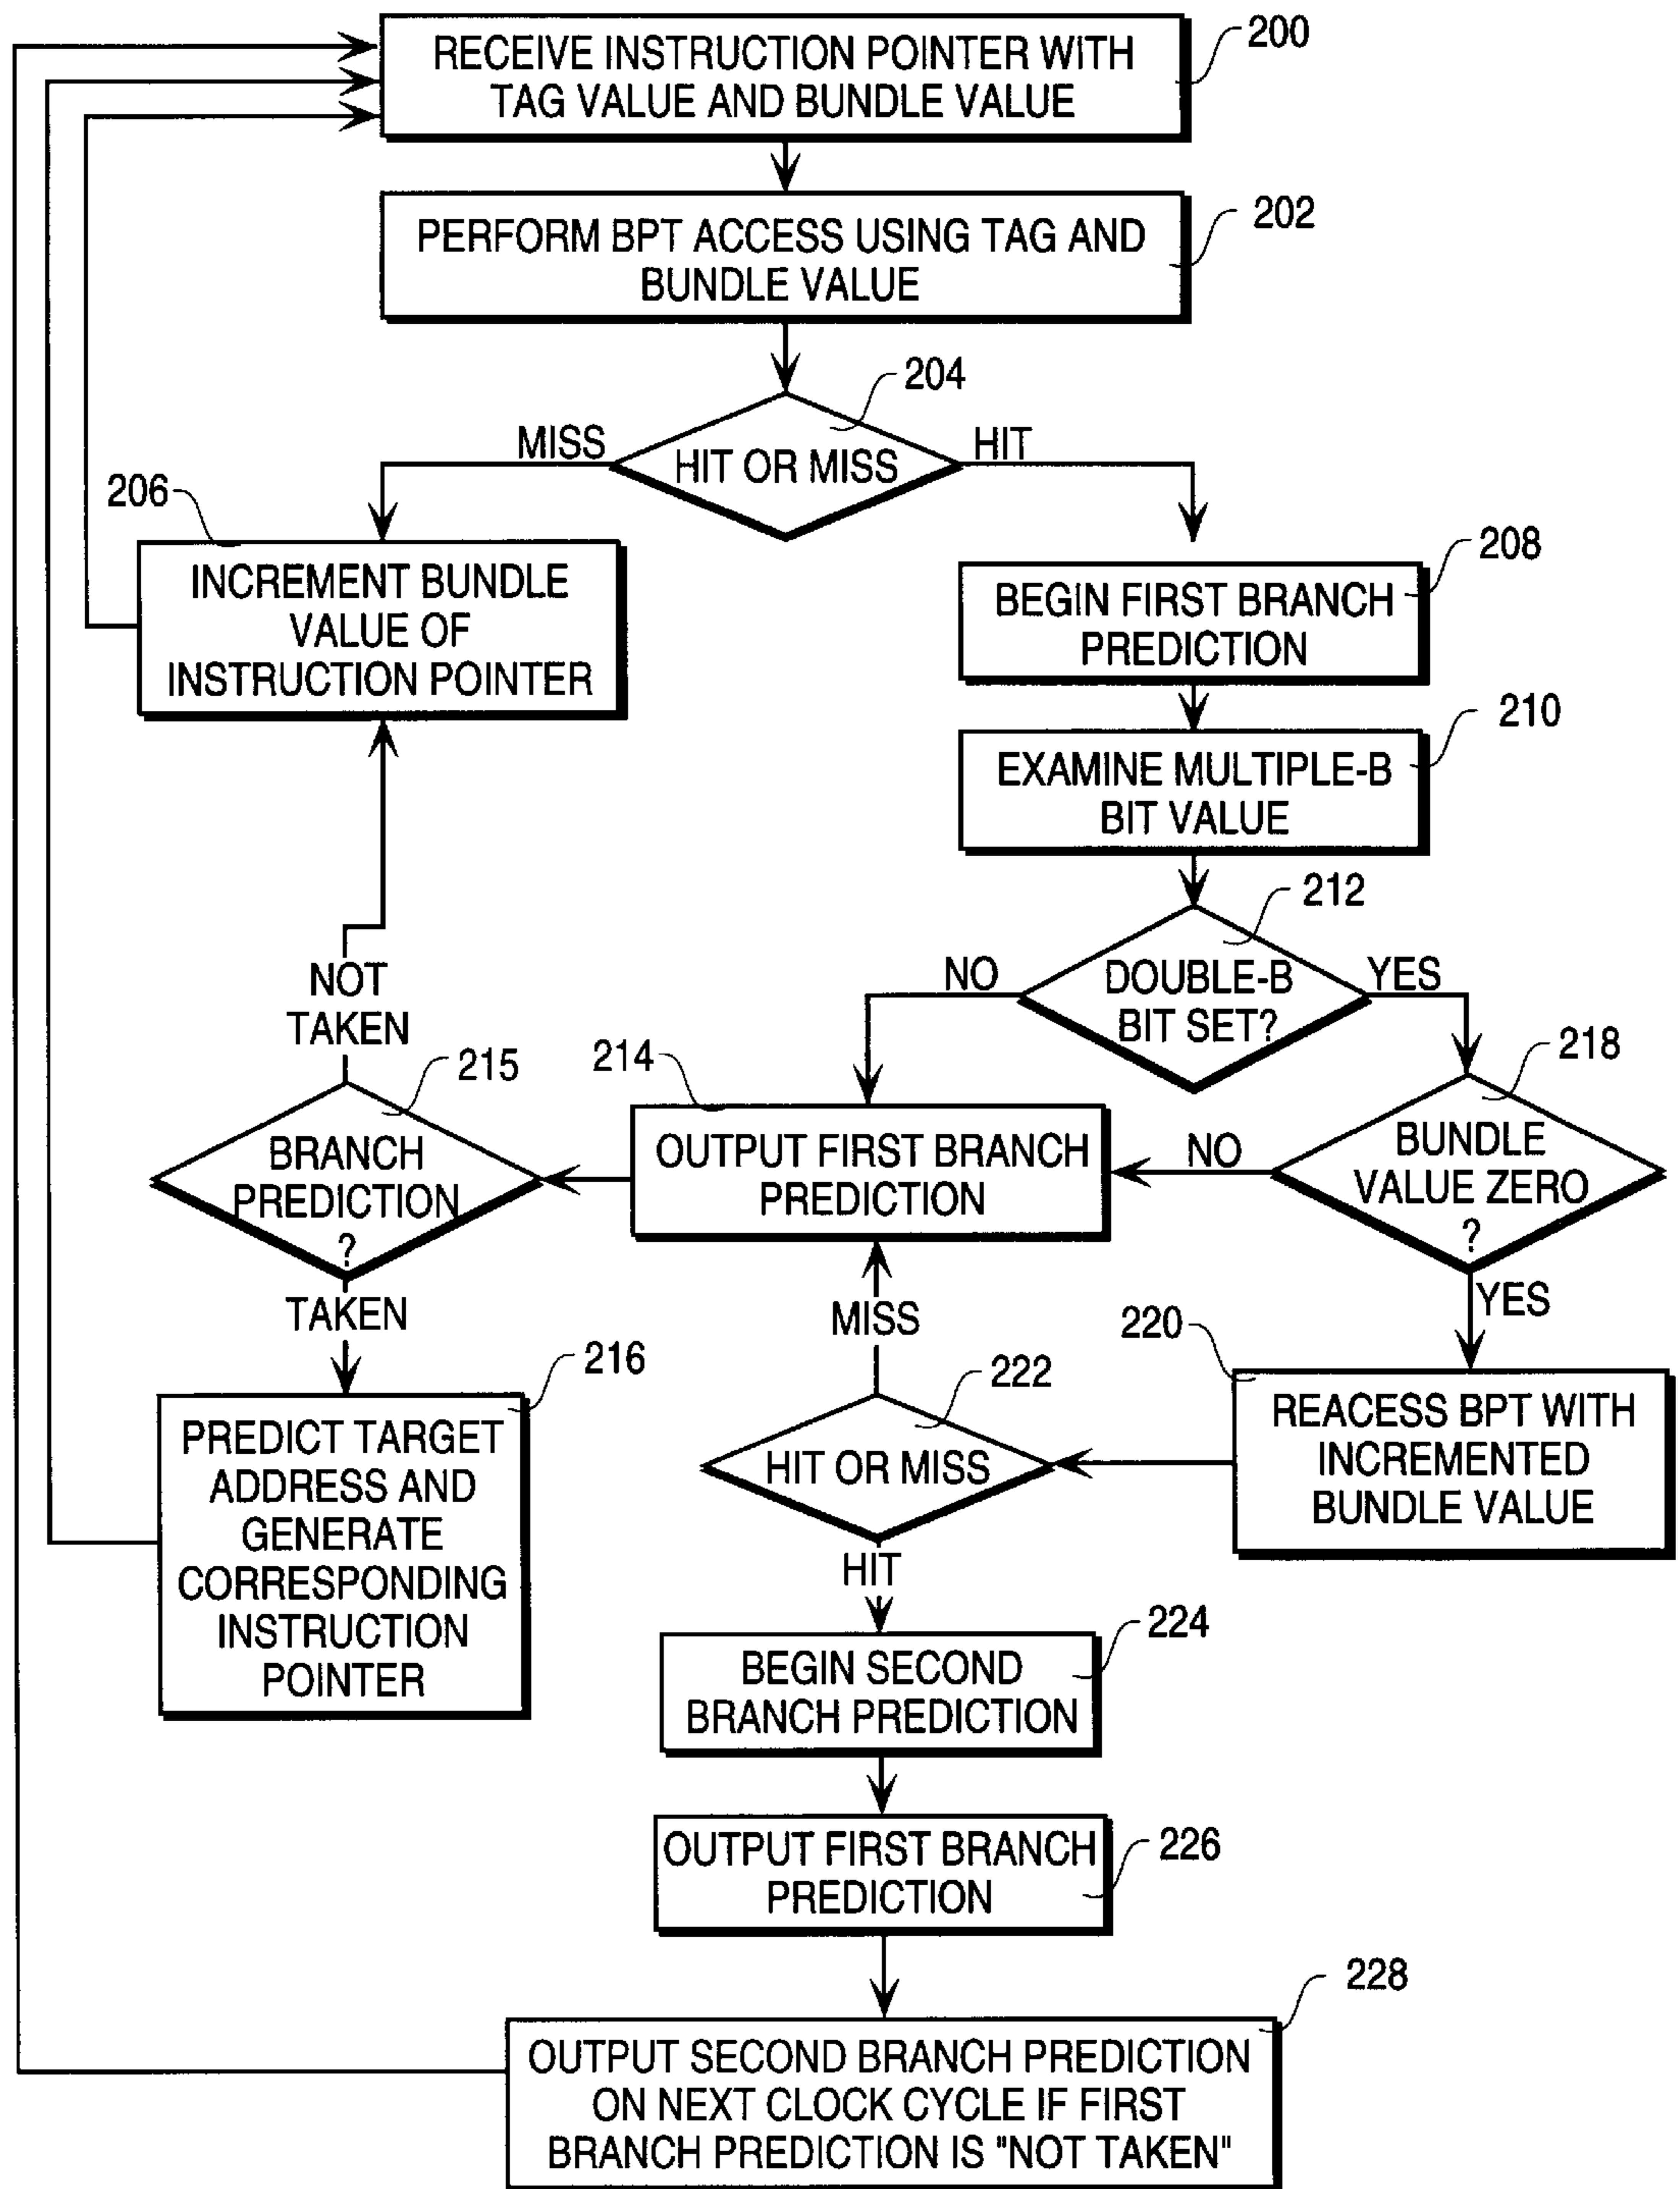 RECEIVE INSTRUCTION POINTER WITH
TAG VALUE AND BUNDLE VALUE
200
PERFORM BPT ACCESS USING TAG AND
BUNDLE VALUE
202
204
MISS
HIT OR MISS
HIT
206
INCREMENT BUNDLE
VALUE OF
INSTRUCTION POINTER
208
BEGIN FIRST BRANCH
PREDICTION
210
EXAMINE MULTIPLE-B
BIT VALUE
212
NO
DOUBLE-B
BIT SET?
YES
NOT
TAKEN
215
BRANCH
PREDICTION
?
TAKEN
214
OUTPUT FIRST BRANCH
PREDICTION
218
NO
BUNDLE
VALUE ZERO
?
YES
216
PREDICT TARGET
ADDRESS AND
GENERATE
CORRESPONDING
INSTRUCTION
POINTER
MISS
222
HIT OR MISS
HIT
220
REACESS BPT WITH
INCREMENTED
BUNDLE VALUE
224
BEGIN SECOND
BRANCH PREDICTION
226
OUTPUT FIRST BRANCH
PREDICTION
228
OUTPUT SECOND BRANCH PREDICTION
ON NEXT CLOCK CYCLE IF FIRST
BRANCH PREDICTION IS "NOT TAKEN"